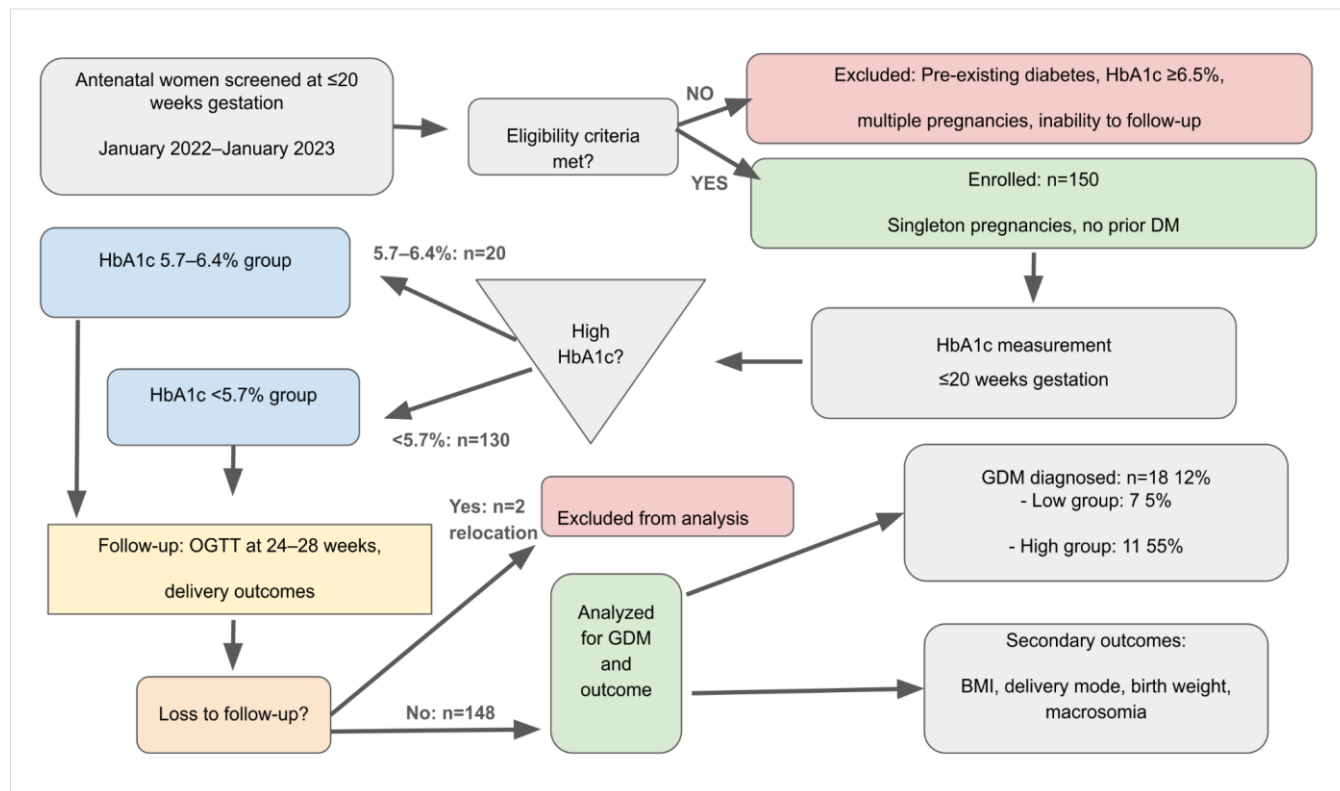 Antenatal women screened at ≤20
weeks gestation
January 2022–January 2023
Eligibility criteria
met?
NO
Excluded: Pre-existing diabetes, HbA1c ≥6.5%,
multiple pregnancies, inability to follow-up
YES
Enrolled: n=150
Singleton pregnancies, no prior DM
HbA1c measurement
≤20 weeks gestation
High
HbA1c?
5.7–6.4%: n=20
HbA1c 5.7–6.4% group
<5.7%: n=130
HbA1c <5.7% group
Follow-up: OGTT at 24–28 weeks,
delivery outcomes
Loss to follow-up?
Yes: n=2
relocation
Excluded from analysis
No: n=148
Analyzed
for GDM
and
outcome
GDM diagnosed: n=18 12%
- Low group: 7 5%
- High group: 11 55%
Secondary outcomes:
BMI, delivery mode, birth weight,
macrosomia